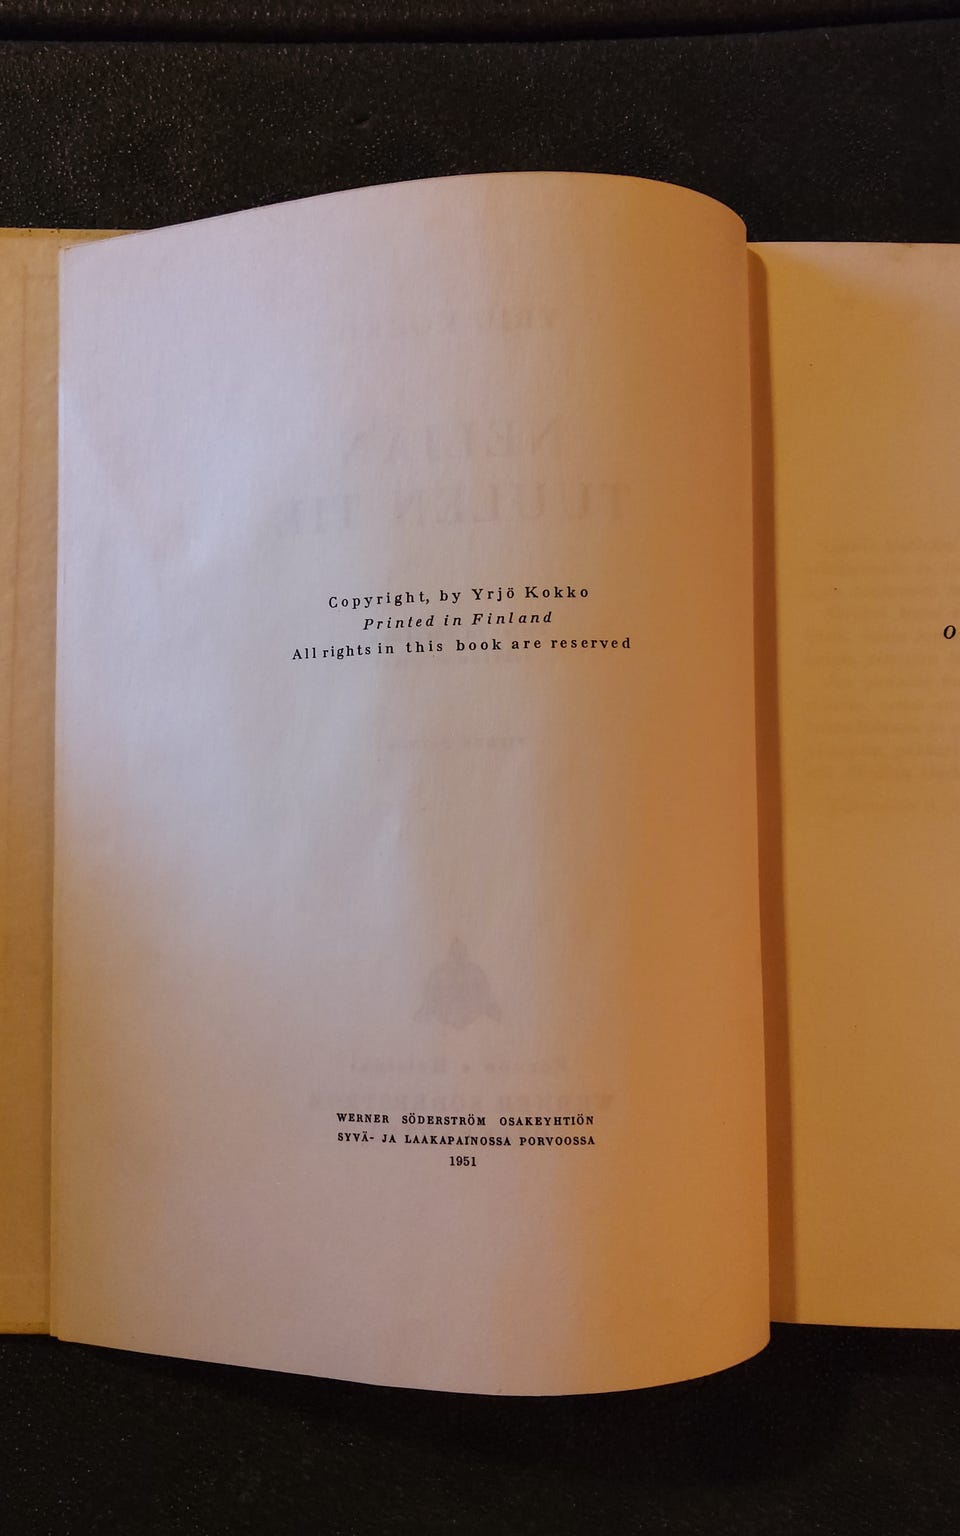 Copyright, by Yrjö Kokko
Printed in Finland
All rights in this book are reserved
WERNER SÖDERSTRÖM OSAKEYHTIÖN
SYVÄ- JA LAAKAPAINOSSA PORVOOSSA
1951